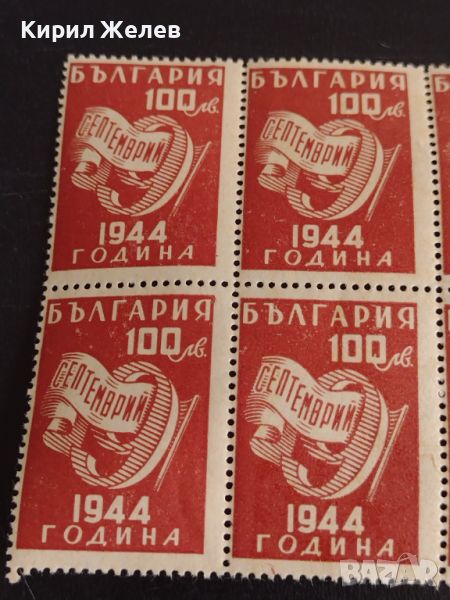 Кирил Желев
БЪЛГАРИЯ
100 лв.
СЕПТЕМВРИЙ
9
1944
ГОДИНА
БЪЛГАРИЯ
100 лв.
СЕПТЕМВРИЙ
9
1944
ГОДИНА
БЪЛГАРИЯ
100 лв.
СЕПТЕМВРИЙ
9
1944
ГОДИНА
БЪЛГАРИЯ
100 лв.
СЕПТЕМВРИЙ
9
1944
ГОДИНА
BAZAR